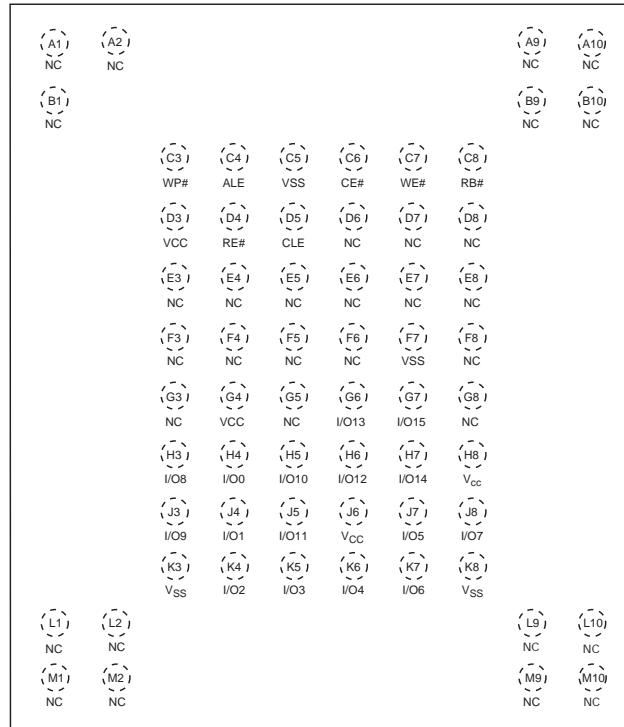 A1 A2 A9 A10
NC NC NC NC
B1 B9 B10
NC NC NC
C3 C4 C5 C6 C7 C8
WP# ALE VSS CE# WE# RB#
D3 D4 D5 D6 D7 D8
VCC RE# CLE NC NC NC
E3 E4 E5 E6 E7 E8
NC NC NC NC NC NC
F3 F4 F5 F6 F7 F8
NC NC NC NC VSS NC
G3 G4 G5 G6 G7 G8
NC VCC NC I/O13 I/O15 NC
H3 H4 H5 H6 H7 H8
I/O8 I/O0 I/O10 I/O12 I/O14 Vcc
J3 J4 J5 J6 J7 J8
I/O9 I/O1 I/O11 VCC I/O5 I/O7
K3 K4 K5 K6 K7 K8
VSS I/O2 I/O3 I/O4 I/O6 VSS
L1 L2 L9 L10
NC NC NC NC
M1 M2 M9 M10
NC NC NC NC